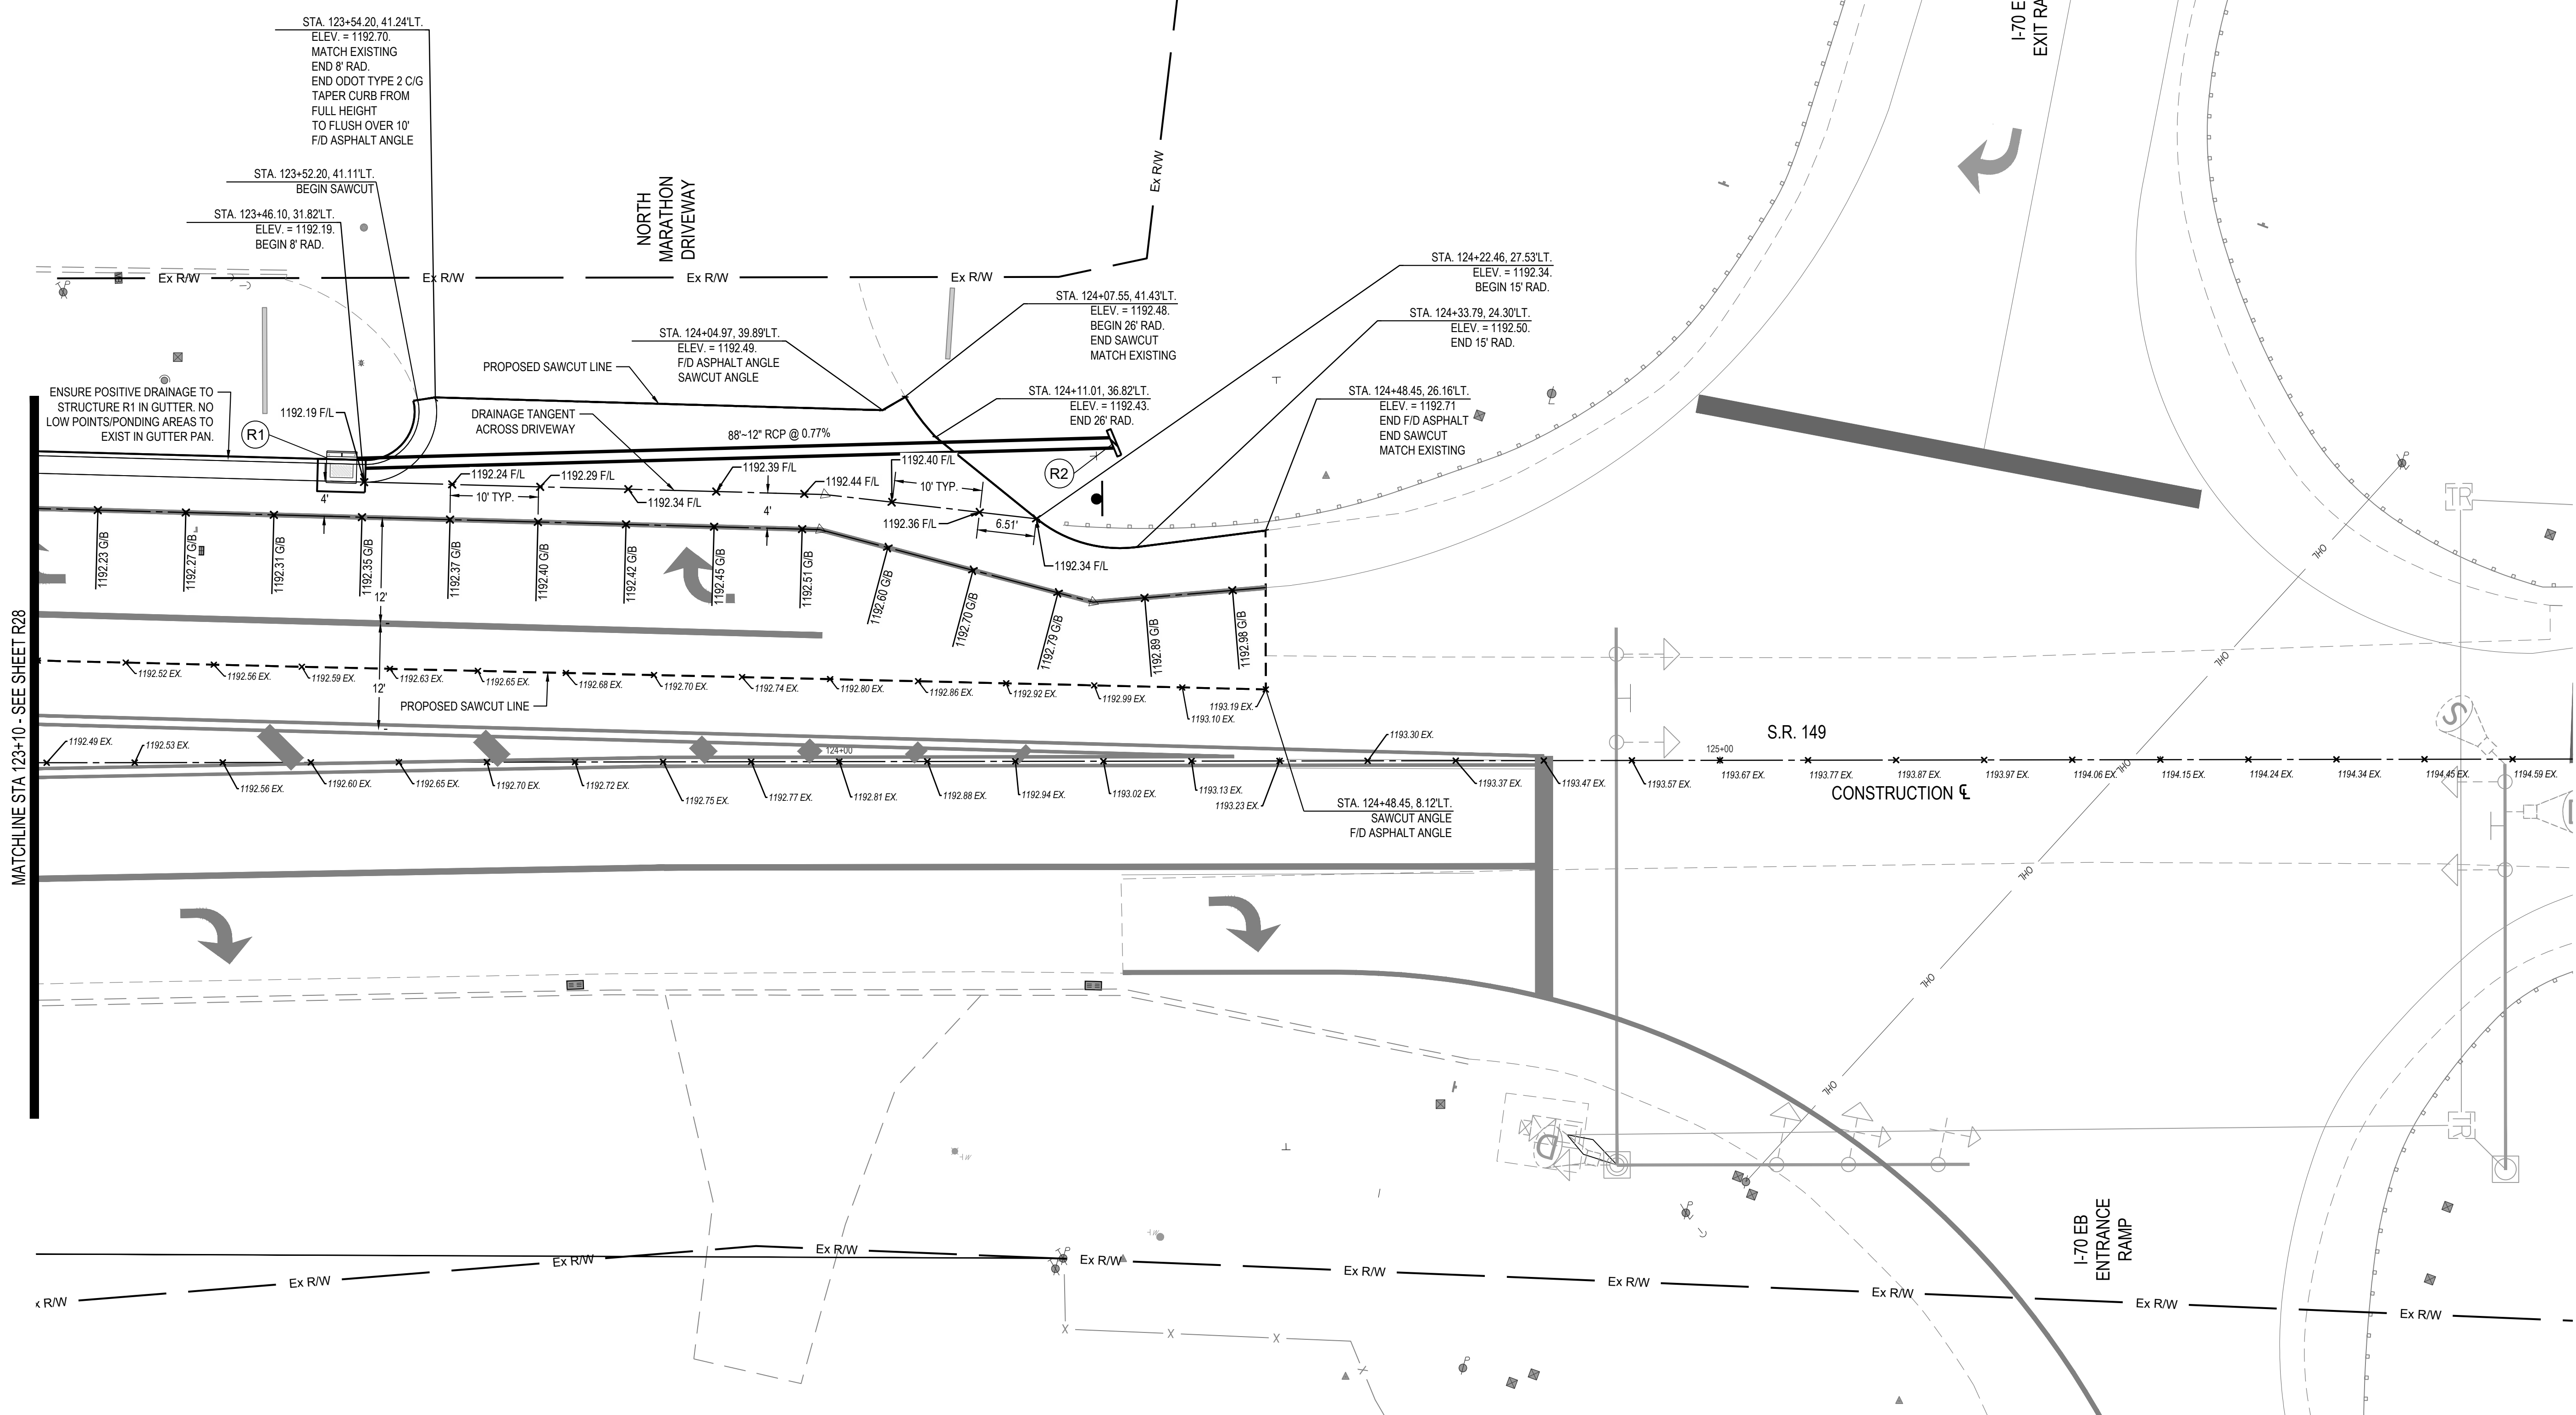 STA. 123+54.20, 41.24'LT.
ELEV. = 1192.70.
MATCH EXISTING
END 8' RAD.
END ODOT TYPE 2 C/G
TAPER CURB FROM
FULL HEIGHT
TO FLUSH OVER 10'
F/D ASPHALT ANGLE
STA. 123+52.20, 41.11'LT.
BEGIN SAWCUT
STA. 123+46.10, 31.82'LT.
ELEV. = 1192.19.
BEGIN 8' RAD.
NORTH
MARATHON
DRIVEWAY
Ex R/W
I-70 E
EXIT RA
Ex R/W
Ex R/W
Ex R/W
Ex R/W
STA. 124+22.46, 27.53'LT.
ELEV. = 1192.34.
BEGIN 15' RAD.
STA. 124+07.55, 41.43'LT.
ELEV. = 1192.48.
BEGIN 26' RAD.
END SAWCUT
MATCH EXISTING
STA. 124+33.79, 24.30'LT.
ELEV. = 1192.50.
END 15' RAD.
STA. 124+04.97, 39.89'LT.
ELEV. = 1192.49.
F/D ASPHALT ANGLE
SAWCUT ANGLE
PROPOSED SAWCUT LINE
STA. 124+11.01, 36.82'LT.
ELEV. = 1192.43.
END 26' RAD.
STA. 124+48.45, 26.16'LT.
ELEV. = 1192.71
END F/D ASPHALT
END SAWCUT
MATCH EXISTING
ENSURE POSITIVE DRAINAGE TO
STRUCTURE R1 IN GUTTER. NO
LOW POINTS/PONDING AREAS TO
EXIST IN GUTTER PAN.
1192.19 F/L
R1
DRAINAGE TANGENT
ACROSS DRIVEWAY
88'~12" RCP @ 0.77%
R2
1192.24 F/L
1192.29 F/L
1192.34 F/L
1192.39 F/L
1192.44 F/L
1192.40 F/L
1192.36 F/L
1192.34 F/L
10' TYP.
10' TYP.
6.51'
4'
4'
12'
12'
1192.23 G/B
1192.27 G/B
1192.31 G/B
1192.35 G/B
1192.37 G/B
1192.40 G/B
1192.42 G/B
1192.45 G/B
1192.51 G/B
1192.60 G/B
1192.70 G/B
1192.79 G/B
1192.89 G/B
1192.98 G/B
MATCHLINE STA 123+10 - SEE SHEET R28
1192.52 EX.
1192.56 EX.
1192.59 EX.
1192.63 EX.
1192.65 EX.
1192.68 EX.
1192.70 EX.
1192.74 EX.
1192.80 EX.
1192.86 EX.
1192.92 EX.
1192.99 EX.
1193.10 EX.
1193.19 EX.
PROPOSED SAWCUT LINE
1192.49 EX.
1192.53 EX.
1192.56 EX.
1192.60 EX.
1192.65 EX.
1192.70 EX.
1192.72 EX.
1192.75 EX.
1192.77 EX.
124+00
1192.81 EX.
1192.88 EX.
1192.94 EX.
1193.02 EX.
1193.13 EX.
1193.23 EX.
1193.30 EX.
1193.37 EX.
1193.47 EX.
1193.57 EX.
125+00
S.R. 149
1193.67 EX.
1193.77 EX.
1193.87 EX.
1193.97 EX.
1194.06 EX.
1194.15 EX.
1194.24 EX.
1194.34 EX.
1194.45 EX.
1194.59 EX.
CONSTRUCTION ℄
STA. 124+48.45, 8.12'LT.
SAWCUT ANGLE
F/D ASPHALT ANGLE
OHL
OHL
OHL
OHL
OHL
OHL
TR
TR
S
D
I-70 EB
ENTRANCE
RAMP
x R/W
Ex R/W
Ex R/W
Ex R/W
Ex R/W
Ex R/W
Ex R/W
Ex R/W
Ex R/W
Ex R/W